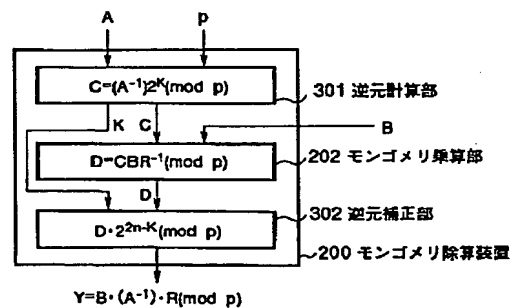 A p
C=(A⁻¹)2ᴷ(mod p)
301 逆元計算部
K C B
D=CBR⁻¹(mod p)
202 モンゴメリ乗算部
D
302 逆元補正部
D・2²ⁿ⁻ᴷ(mod p)
200 モンゴメリ除算装置
Y=B・(A⁻¹)・R(mod p)